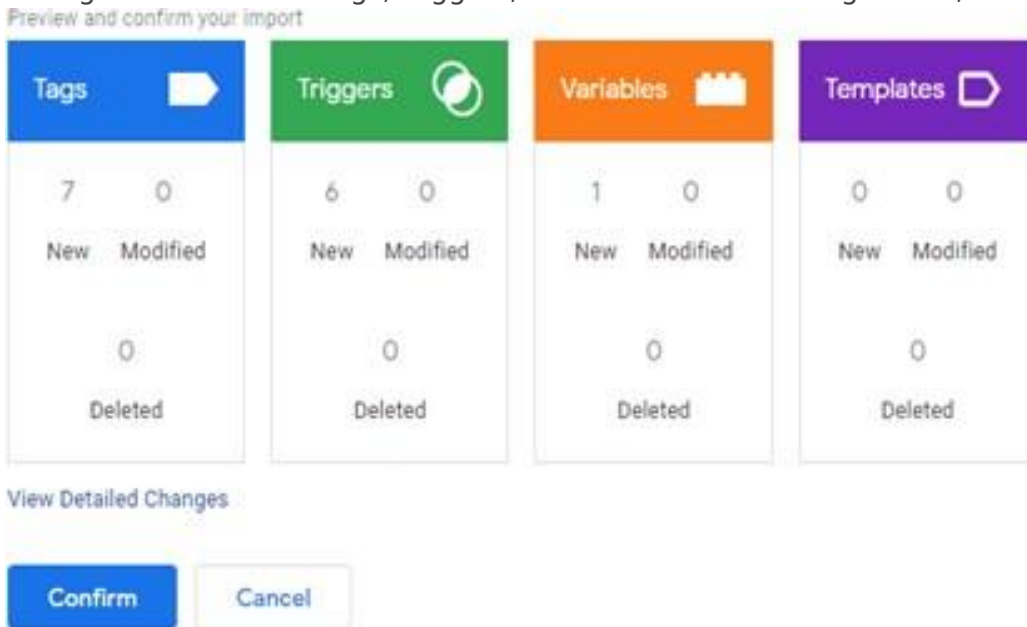 Preview and confirm your import
Tags Triggers Variables Templates
7 0 6 0 1 0 0 0
New Modified New Modified New Modified New Modified
0 0 0 0
Deleted Deleted Deleted Deleted
View Detailed Changes
Confirm Cancel